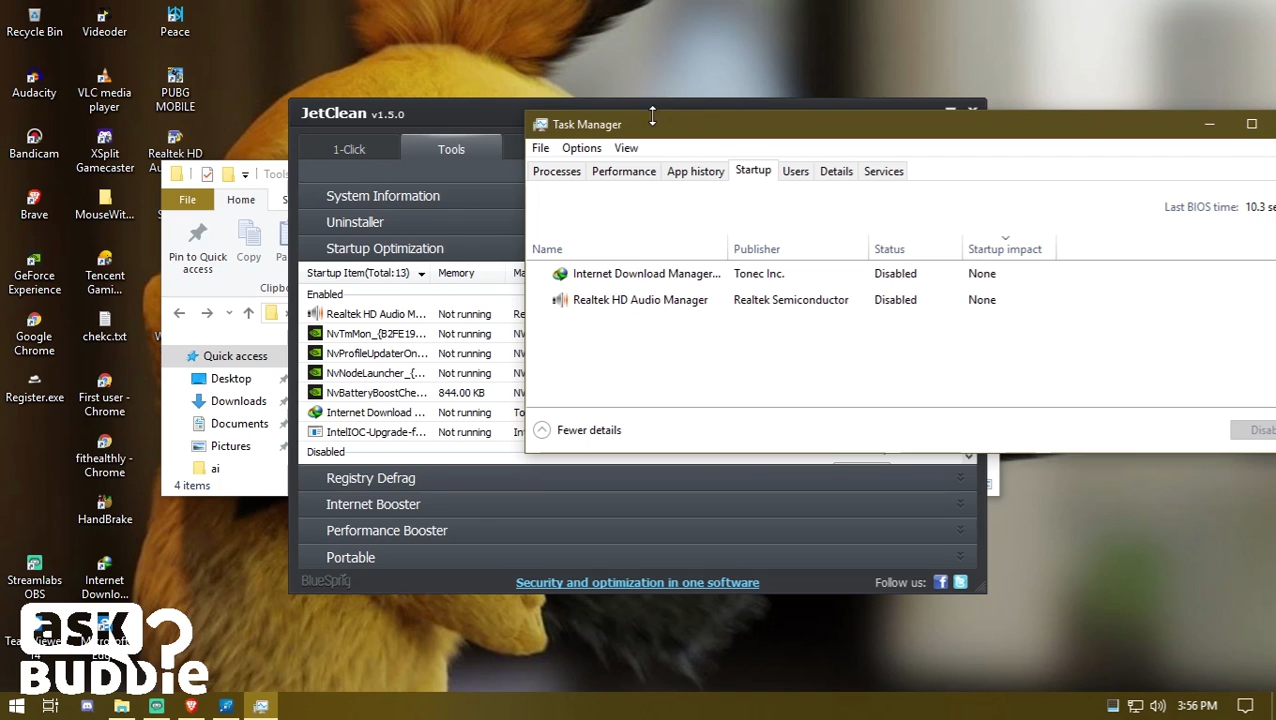 Recycle Bin
Videoder
Peace
Audacity
VLC media player
PUBG MOBILE
Bandicam
XSplit Gamecaster
Realtek HD
Brave
MouseWit...
GeForce Experience
Tencent Gami...
Google Chrome
chekc.txt
Register.exe
First user - Chrome
fithealthly - Chrome
HandBrake
Streamlabs OBS
Internet Downlo...
Tools
File
Home
Pin to Quick access
Copy
Quick access
Desktop
Downloads
Documents
Pictures
ai
4 items
JetClean v1.5.0
1-Click
Tools
System Information
Uninstaller
Startup Optimization
Startup Item(Total:13)
Memory
Enabled
Realtek HD Audio M... Not running
NvTmMon_{B2FE19... Not running
NvProfileUpdaterOn... Not running
NvNodeLauncher_{... Not running
NvBatteryBoostChe... 844.00 KB
Internet Download ... Not running
IntelIOC-Upgrade-f... Not running
Disabled
Registry Defrag
Internet Booster
Performance Booster
Portable
BlueSprig
Security and optimization in one software
Follow us:
Task Manager
File Options View
Processes Performance App history Startup Users Details Services
Last BIOS time: 10.3 se
Name Publisher Status Startup impact
Internet Download Manager... Tonec Inc. Disabled None
Realtek HD Audio Manager Realtek Semiconductor Disabled None
Fewer details
Disab
ask
BUDDIE
3:56 PM